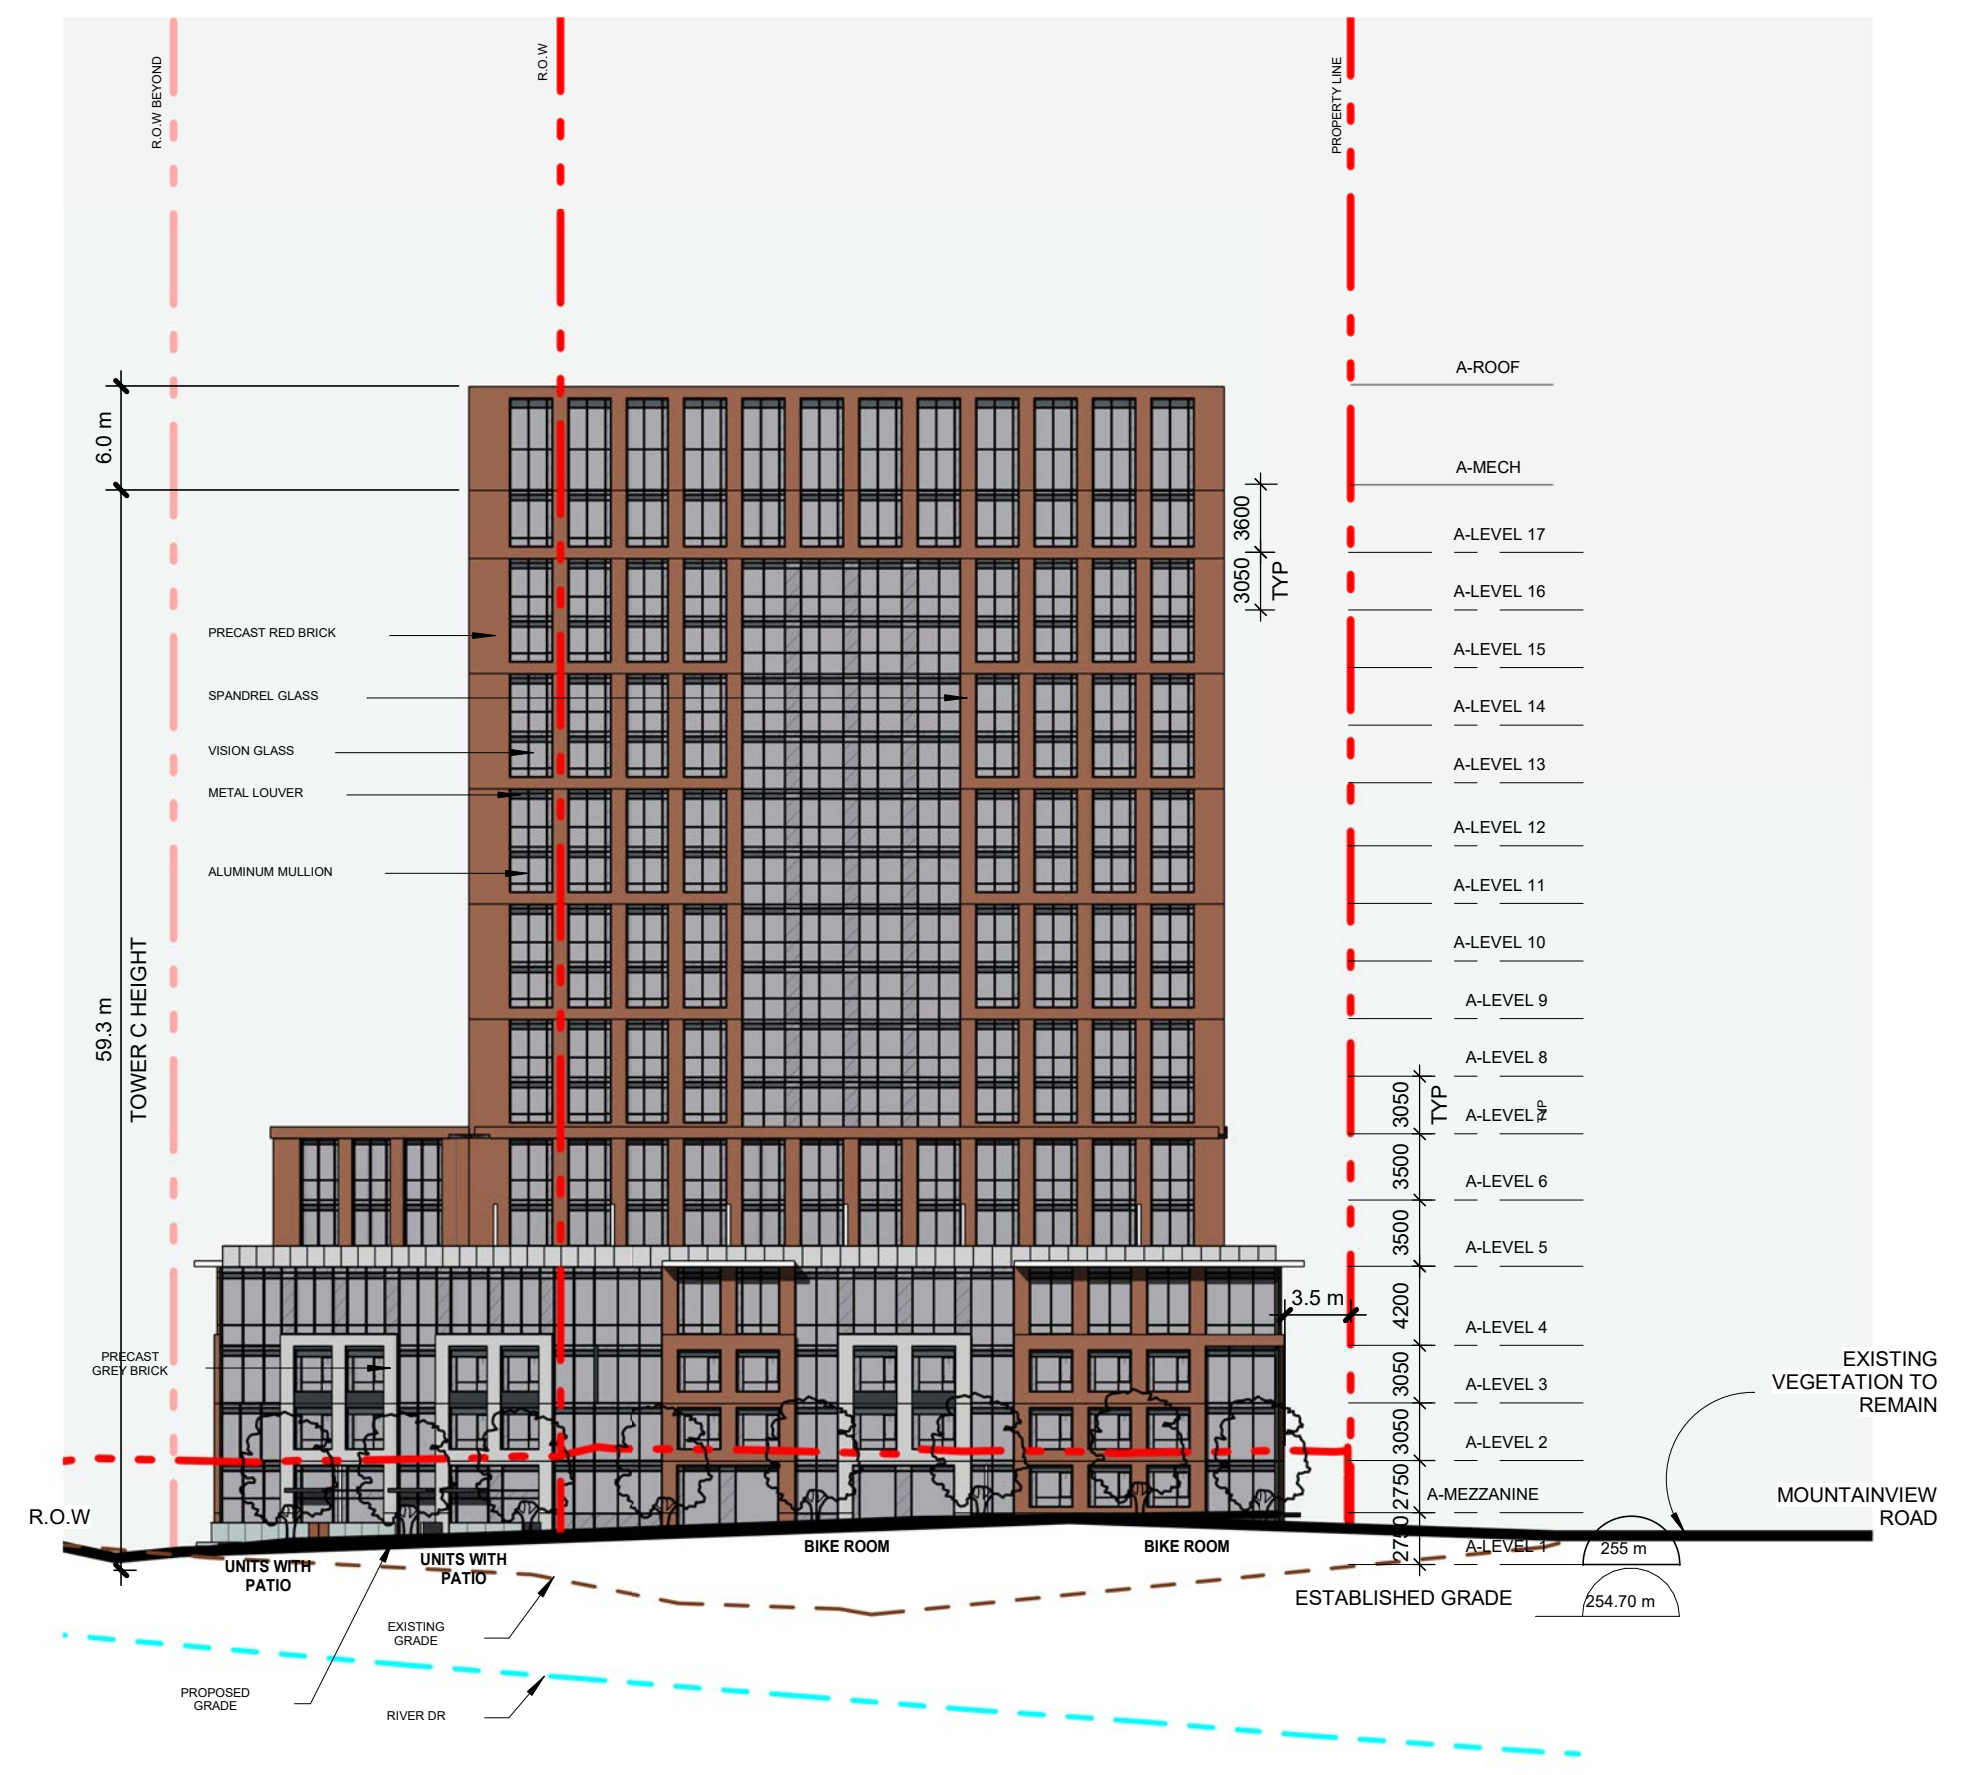 R.O.W BEYOND
R.O.W
PROPERTY LINE
A-ROOF
6.0 m
A-MECH
3600
A-LEVEL 17
3050
TYP
A-LEVEL 16
PRECAST RED BRICK
A-LEVEL 15
SPANDREL GLASS
A-LEVEL 14
VISION GLASS
A-LEVEL 13
METAL LOUVER
A-LEVEL 12
ALUMINUM MULLION
A-LEVEL 11
A-LEVEL 10
59.3 m
TOWER C HEIGHT
A-LEVEL 9
A-LEVEL 8
3050
TYP
A-LEVEL 7
3500
A-LEVEL 6
3500
A-LEVEL 5
3.5 m
4200
A-LEVEL 4
PRECAST
GREY BRICK
3050
A-LEVEL 3
EXISTING
VEGETATION TO
REMAIN
3050
A-LEVEL 2
2750
A-MEZZANINE
MOUNTAINVIEW
ROAD
R.O.W
2750
A-LEVEL 1
255 m
UNITS WITH
PATIO
UNITS WITH
PATIO
BIKE ROOM
BIKE ROOM
ESTABLISHED GRADE
254.70 m
EXISTING
GRADE
PROPOSED
GRADE
RIVER DR